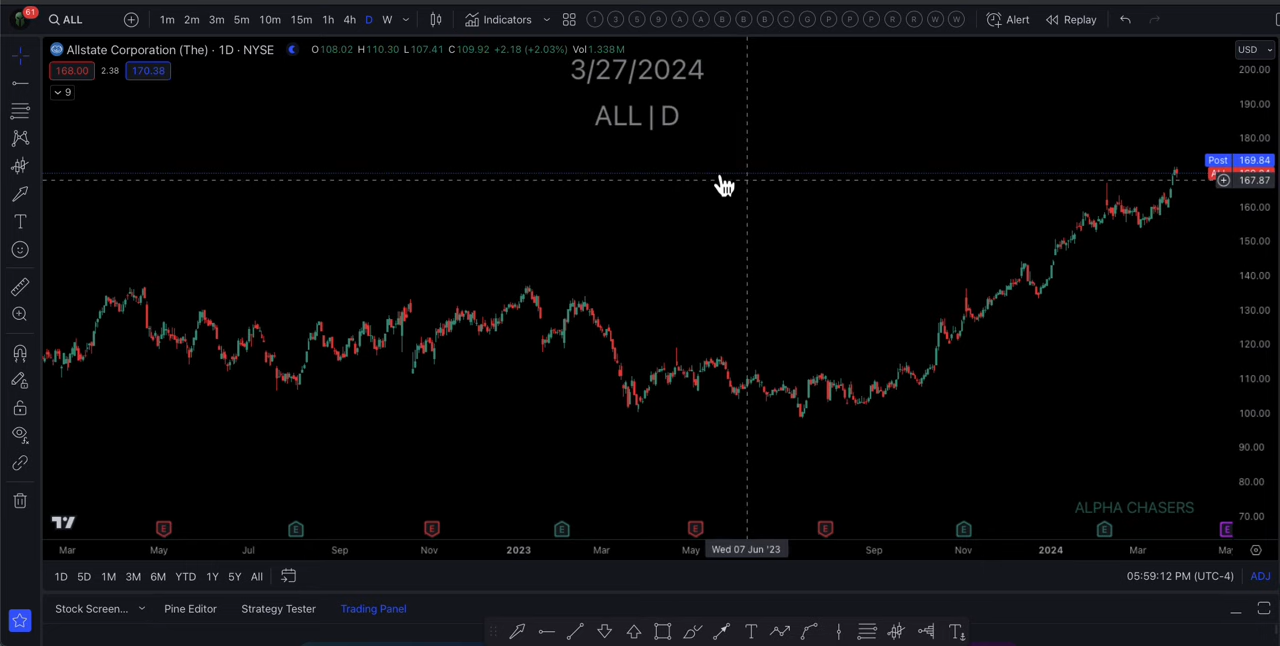 61 ALL 1m 2m 3m 5m 10m 15m 1h 4h D W Indicators 1 3 5 9 A A B B B C G P P P R R W W Alert Replay
Allstate Corporation (The) · 1D · NYSE O108.02 H110.30 L107.41 C109.92 +2.18 (+2.03%) Vol1.338M USD
168.00 2.38 170.38
9
3/27/2024
ALL | D
200.00
190.00
180.00
Post 169.84
167.87
160.00
150.00
140.00
130.00
120.00
110.00
100.00
90.00
80.00
70.00
ALPHA CHASERS
E E E E E E E E E
Mar May Jul Sep Nov 2023 Mar May Wed 07 Jun '23 Sep Nov 2024 Mar
1D 5D 1M 3M 6M YTD 1Y 5Y All 05:59:12 PM (UTC-4) ADJ
Stock Screen... Pine Editor Strategy Tester Trading Panel